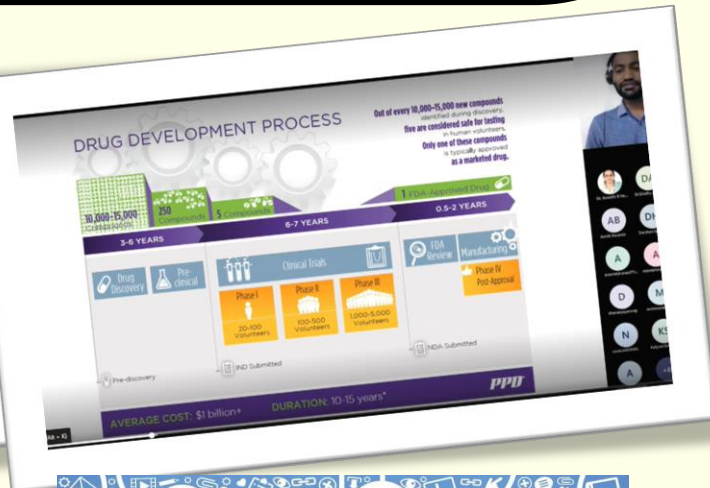 DRUG DEVELOPMENT PROCESS
Out of every 10,000-15,000 new compounds
identified during discovery,
five are considered safe for testing
in human volunteers.
Only one of these compounds
is typically approved
as a marketed drug.
10,000-15,000
Compounds
250
Compounds
5 Compounds
1 FDA-Approved Drug
3-6 YEARS
6-7 YEARS
0.5-2 YEARS
Drug
Discovery
Pre-
clinical
Clinical Trials
FDA
Review
Manufacturing
Phase I
20-100
Volunteers
Phase II
100-500
Volunteers
Phase III
1,000-5,000
Volunteers
Phase IV
Post-Approval
Pre-discovery
IND Submitted
NDA Submitted
AVERAGE COST: $1 billion+
DURATION: 10-15 years*
PPD
DA
AB
DH
A
A
D
M
N
KS
A